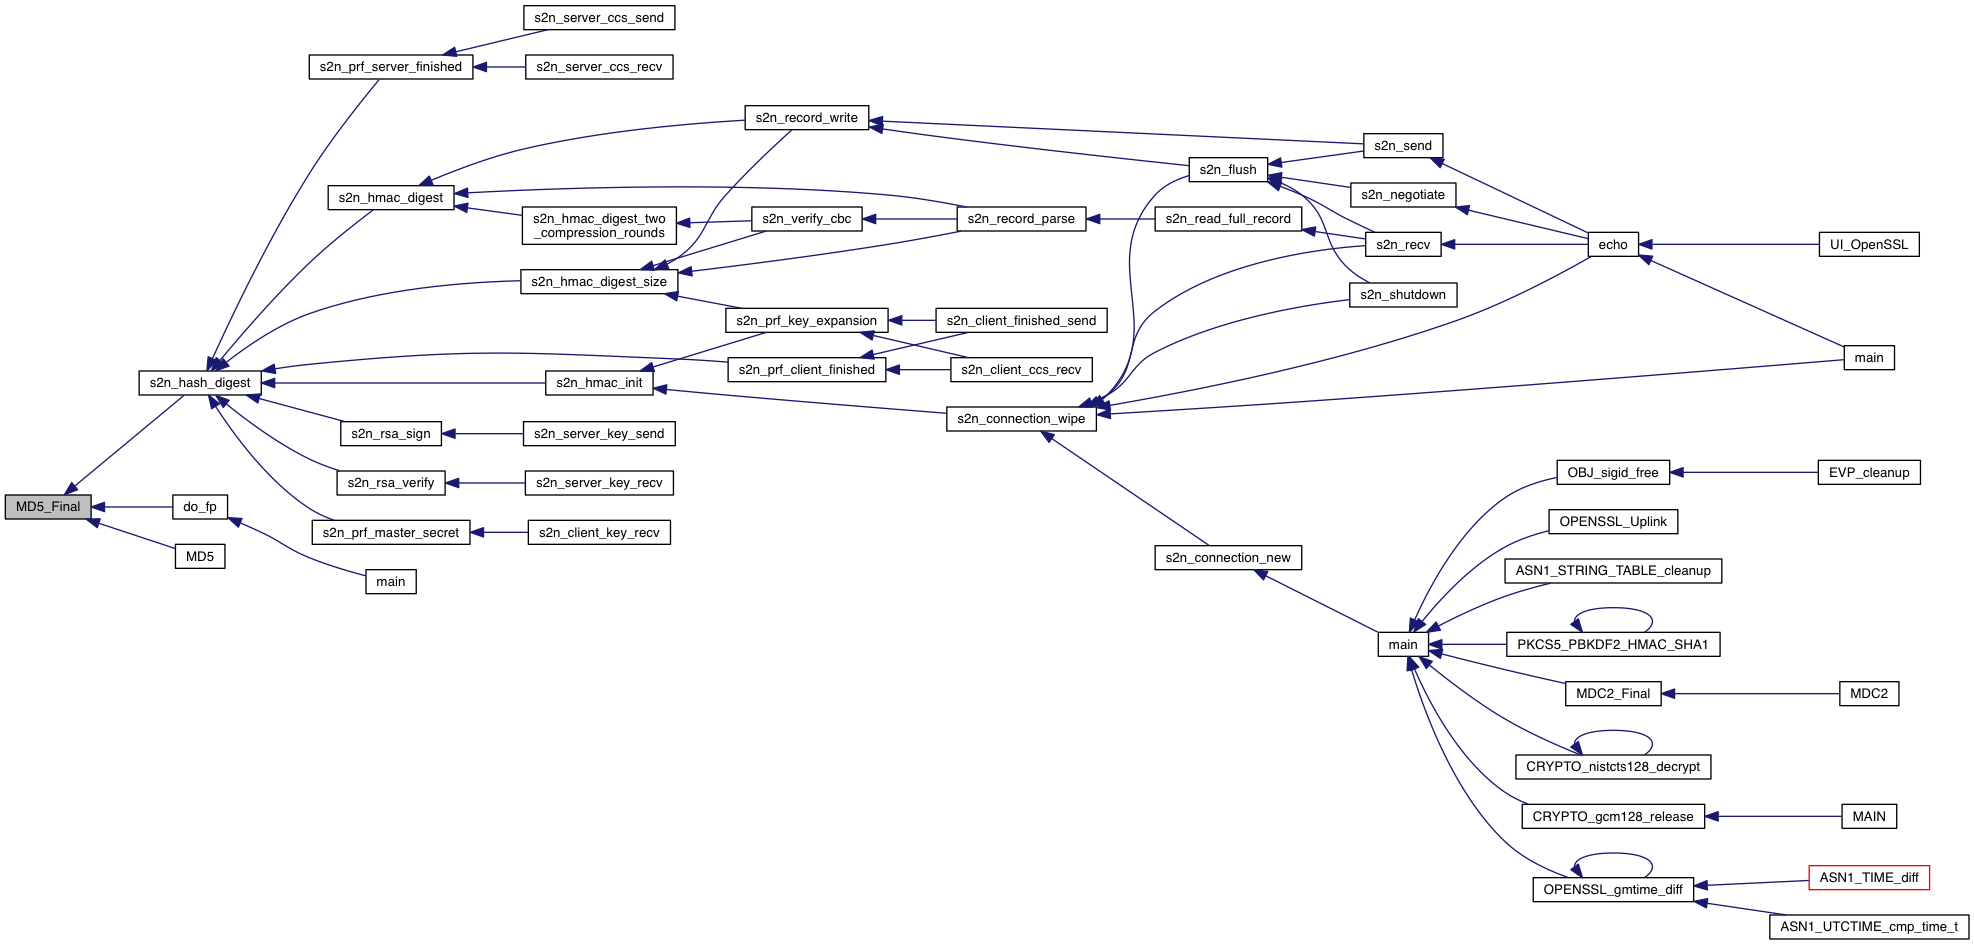 s2n_server_ccs_send
s2n_prf_server_finished
s2n_server_ccs_recv
s2n_record_write
s2n_send
s2n_flush
s2n_hmac_digest
s2n_negotiate
s2n_hmac_digest_two
_compression_rounds
s2n_verify_cbc
s2n_record_parse
s2n_read_full_record
s2n_recv
echo
UI_OpenSSL
s2n_hmac_digest_size
s2n_shutdown
s2n_prf_key_expansion
s2n_client_finished_send
main
s2n_hash_digest
s2n_hmac_init
s2n_prf_client_finished
s2n_client_ccs_recv
s2n_connection_wipe
s2n_rsa_sign
s2n_server_key_send
OBJ_sigid_free
EVP_cleanup
s2n_rsa_verify
s2n_server_key_recv
MD5_Final
do_fp
OPENSSL_Uplink
s2n_prf_master_secret
s2n_client_key_recv
MD5
s2n_connection_new
ASN1_STRING_TABLE_cleanup
main
main
PKCS5_PBKDF2_HMAC_SHA1
MDC2_Final
MDC2
CRYPTO_nistcts128_decrypt
CRYPTO_gcm128_release
MAIN
OPENSSL_gmtime_diff
ASN1_TIME_diff
ASN1_UTCTIME_cmp_time_t